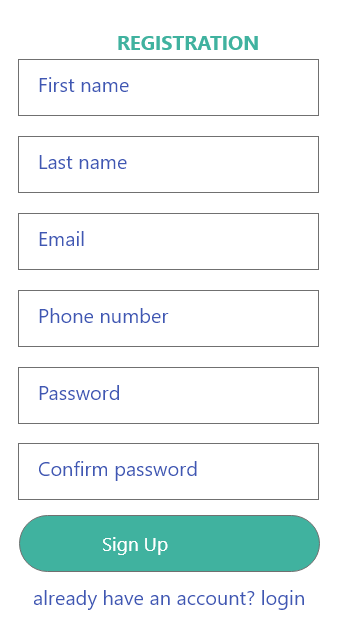 REGISTRATION
First name
Last name
Email
Phone number
Password
Confirm password
Sign Up
already have an account? login